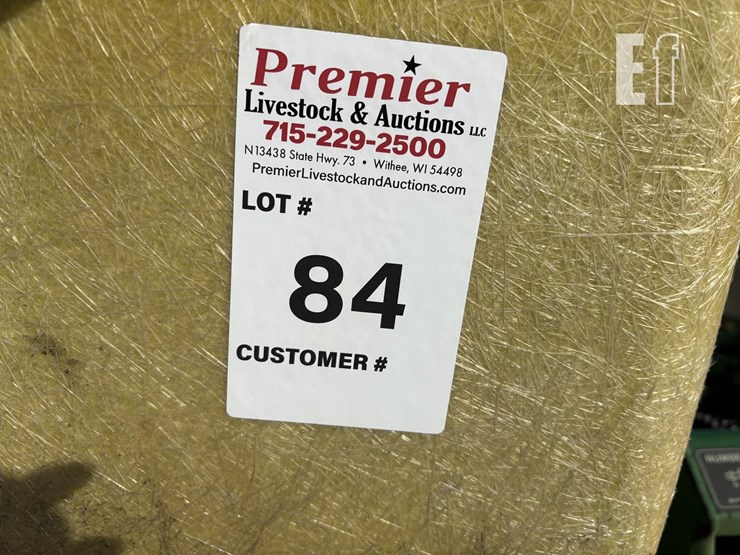 Ef
Premier
Livestock & Auctions LLC
715-229-2500
N13438 State Hwy. 73 • Withee, WI 54498
PremierLivestockandAuctions.com
LOT #
84
CUSTOMER #